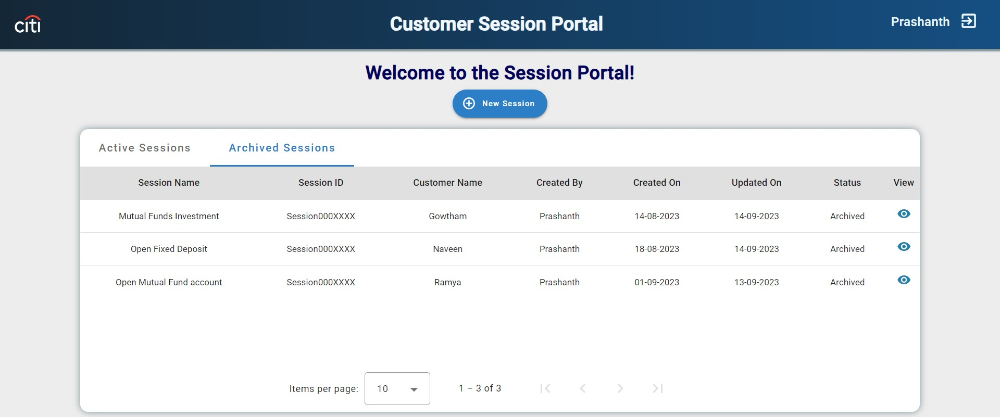 citi
Customer Session Portal
Prashanth
Welcome to the Session Portal!
New Session
Active Sessions Archived Sessions
Session Name Session ID Customer Name Created By Created On Updated On Status View
Mutual Funds Investment Session000XXXX Gowtham Prashanth 14-08-2023 14-09-2023 Archived
Open Fixed Deposit Session000XXXX Naveen Prashanth 18-08-2023 14-09-2023 Archived
Open Mutual Fund account Session000XXXX Ramya Prashanth 01-09-2023 13-09-2023 Archived
Items per page: 10 1 – 3 of 3